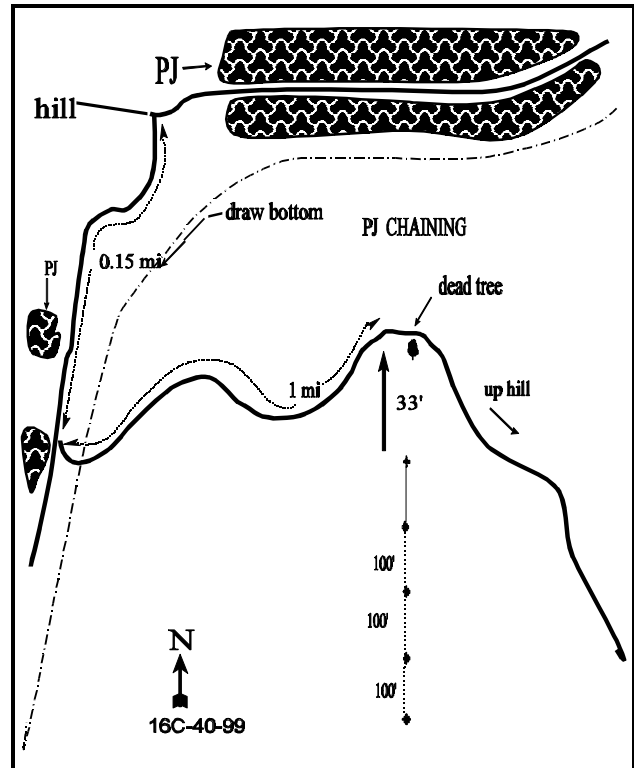 PJ
hill
draw bottom
PJ CHAINING
PJ
0.15 mi
dead tree
1 mi
up hill
33'
100'
100'
100'
N
16C-40-99